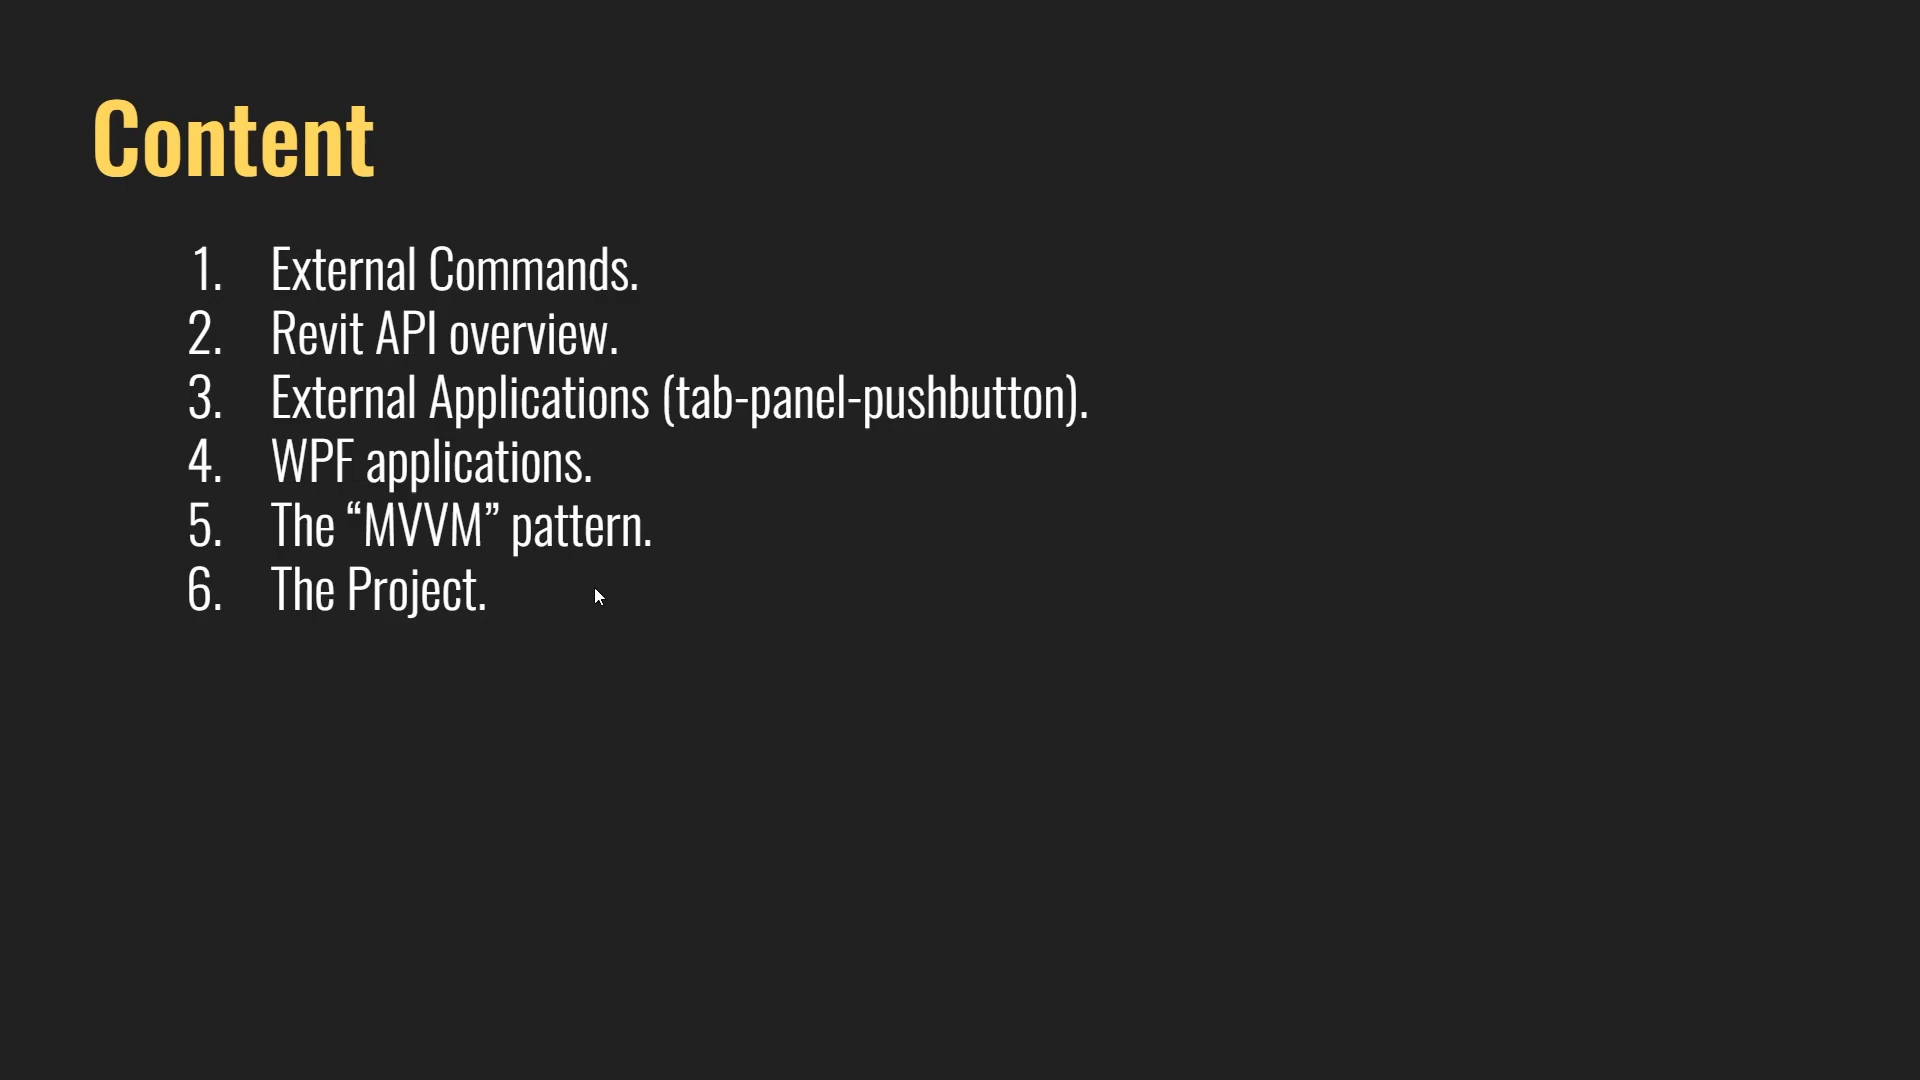 Content
1. External Commands.
2. Revit API overview.
3. External Applications (tab-panel-pushbutton).
4. WPF applications.
5. The “MVVM” pattern.
6. The Project.